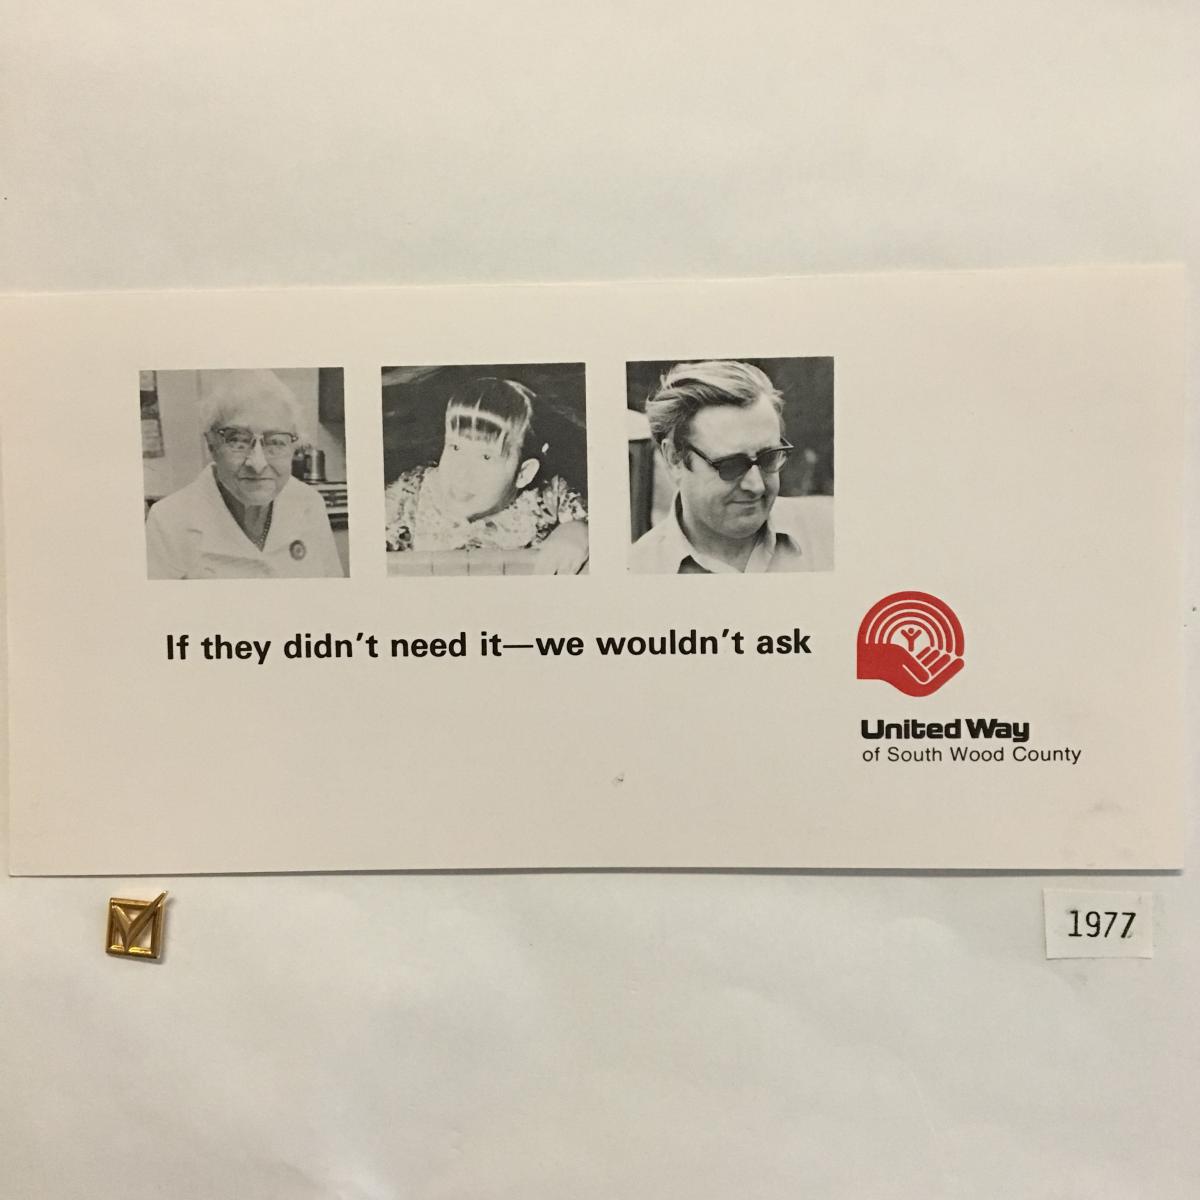 If they didn't need it—we wouldn't ask
United Way
of South Wood County
1977